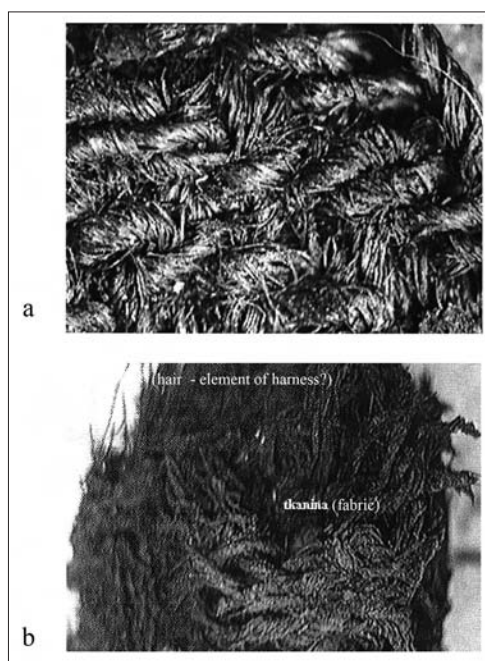 a
(hair - element of harness?)
tkanina (fabric)
b